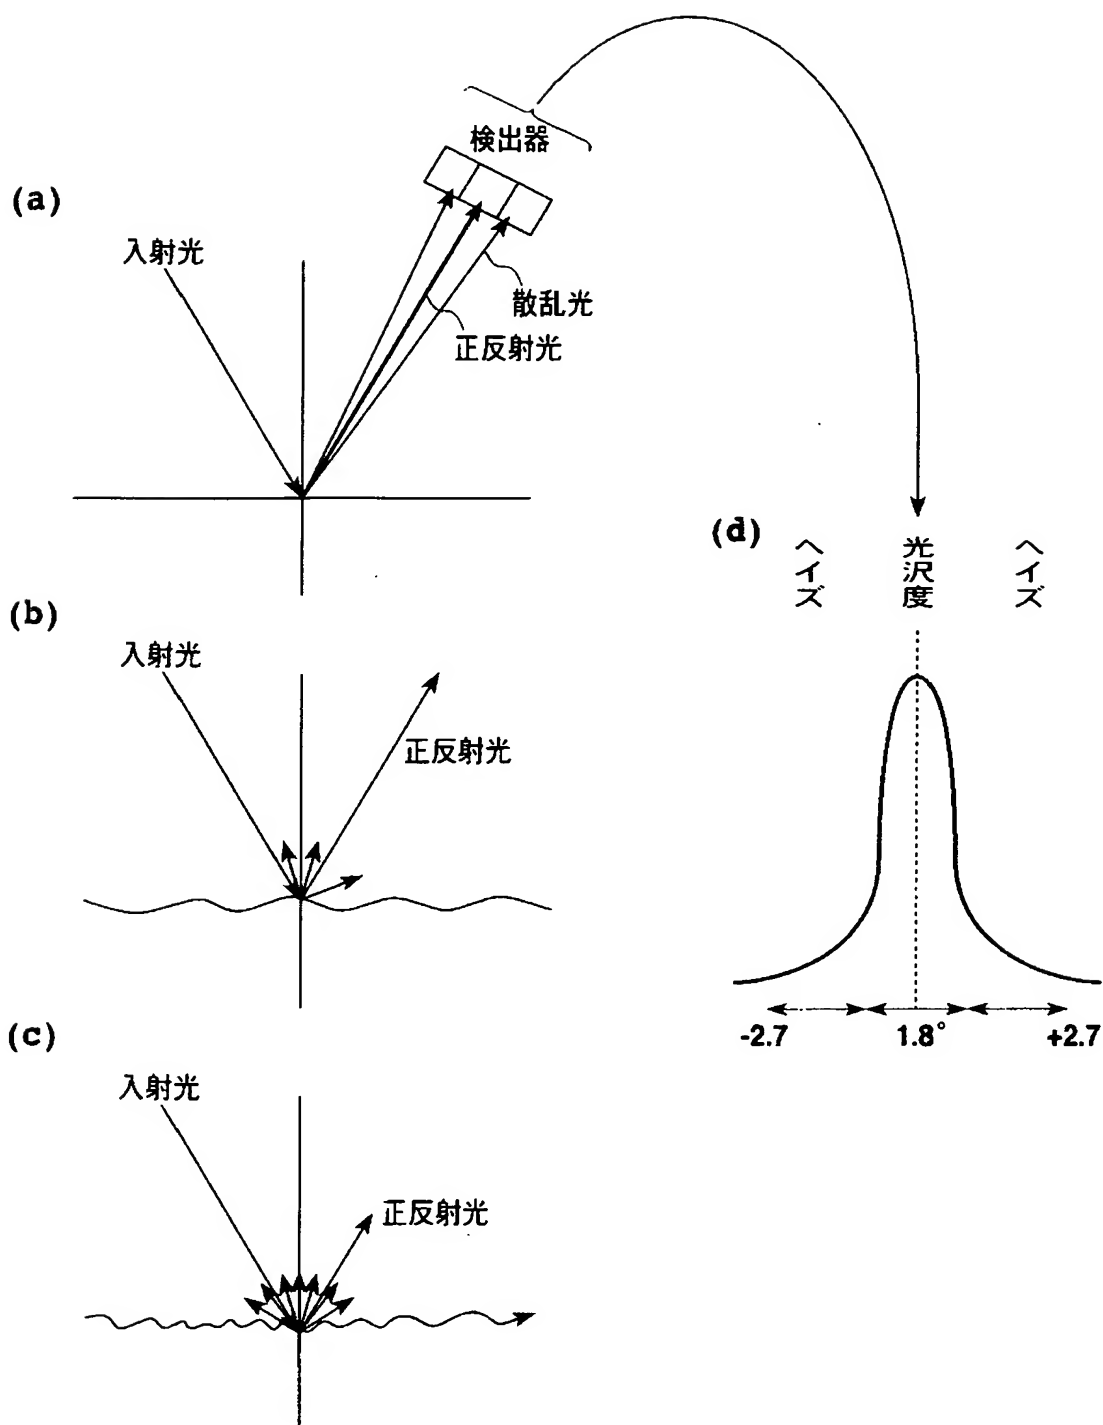 (a)
検出器
入射光
散乱光
正反射光
(b)
入射光
正反射光
(c)
入射光
正反射光
(d)
ヘイズ
光沢度
ヘイズ
-2.7
1.8°
+2.7